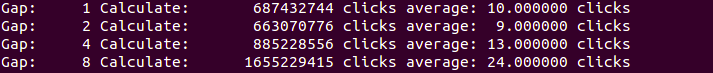 Gap:     1 Calculate:       687432744 clicks average: 10.000000 clicks
Gap:     2 Calculate:       663070776 clicks average:  9.000000 clicks
Gap:     4 Calculate:       885228556 clicks average: 13.000000 clicks
Gap:     8 Calculate:      1655229415 clicks average: 24.000000 clicks